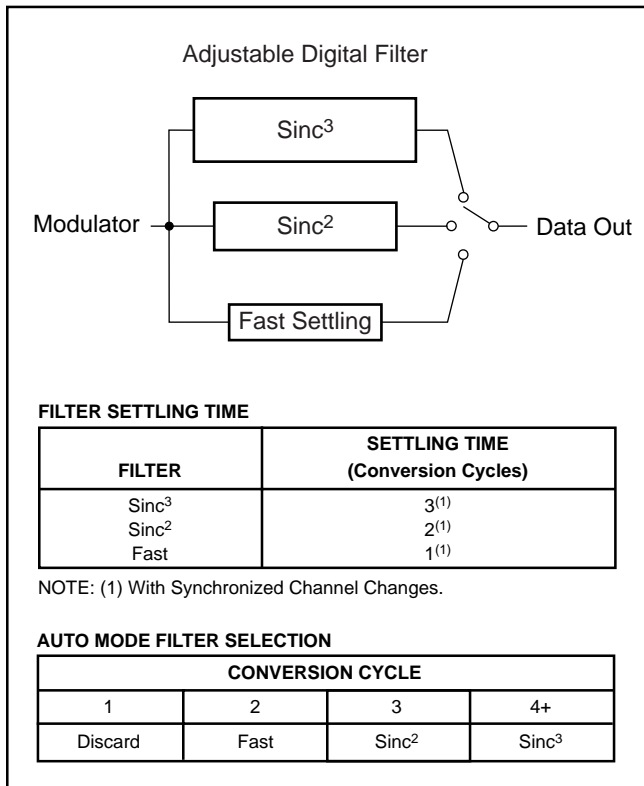 Adjustable Digital Filter
Sinc³
Modulator
Sinc²
Data Out
Fast Settling
FILTER SETTLING TIME
FILTER
SETTLING TIME
(Conversion Cycles)
Sinc³ 3⁽¹⁾
Sinc² 2⁽¹⁾
Fast 1⁽¹⁾
NOTE: (1) With Synchronized Channel Changes.
AUTO MODE FILTER SELECTION
CONVERSION CYCLE
1 2 3 4+
Discard Fast Sinc² Sinc³